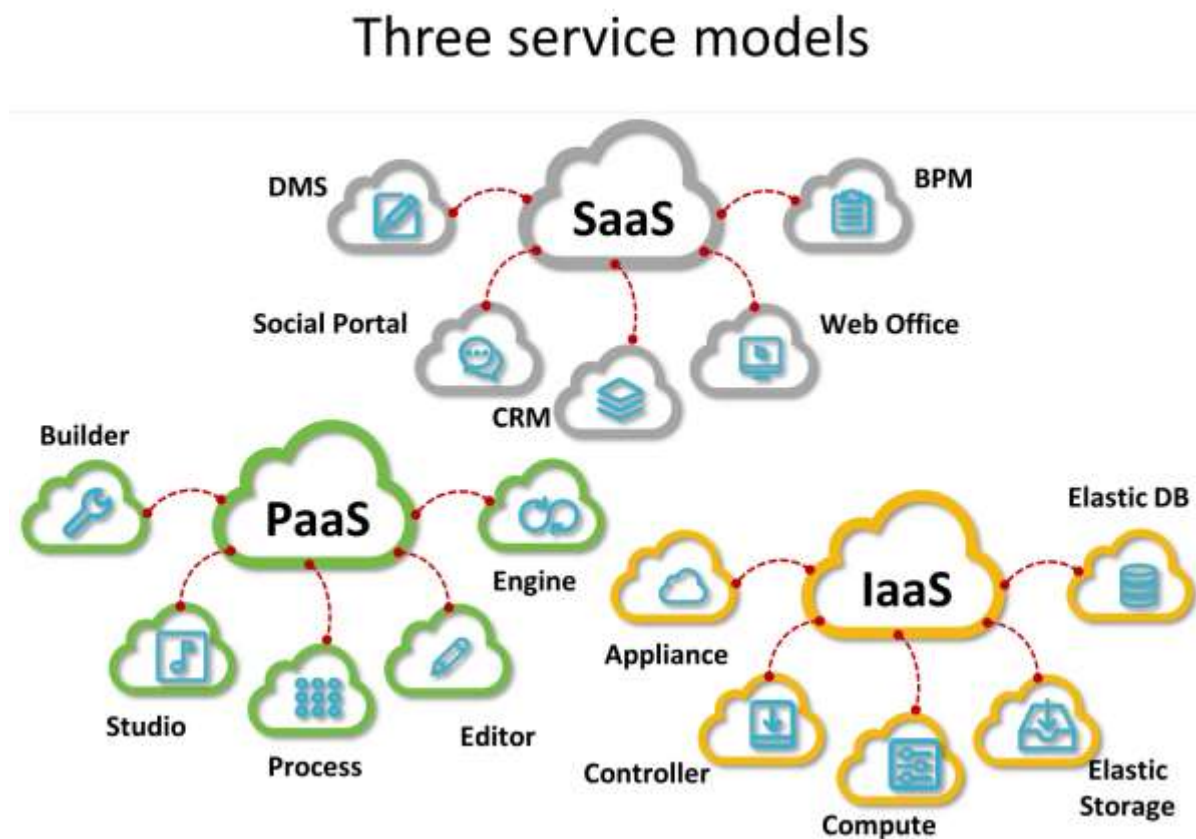 Three service models
DMS
SaaS
BPM
Social Portal
Web Office
CRM
Builder
PaaS
Engine
Studio
Process
Editor
Elastic DB
IaaS
Appliance
Controller
Compute
Elastic
Storage